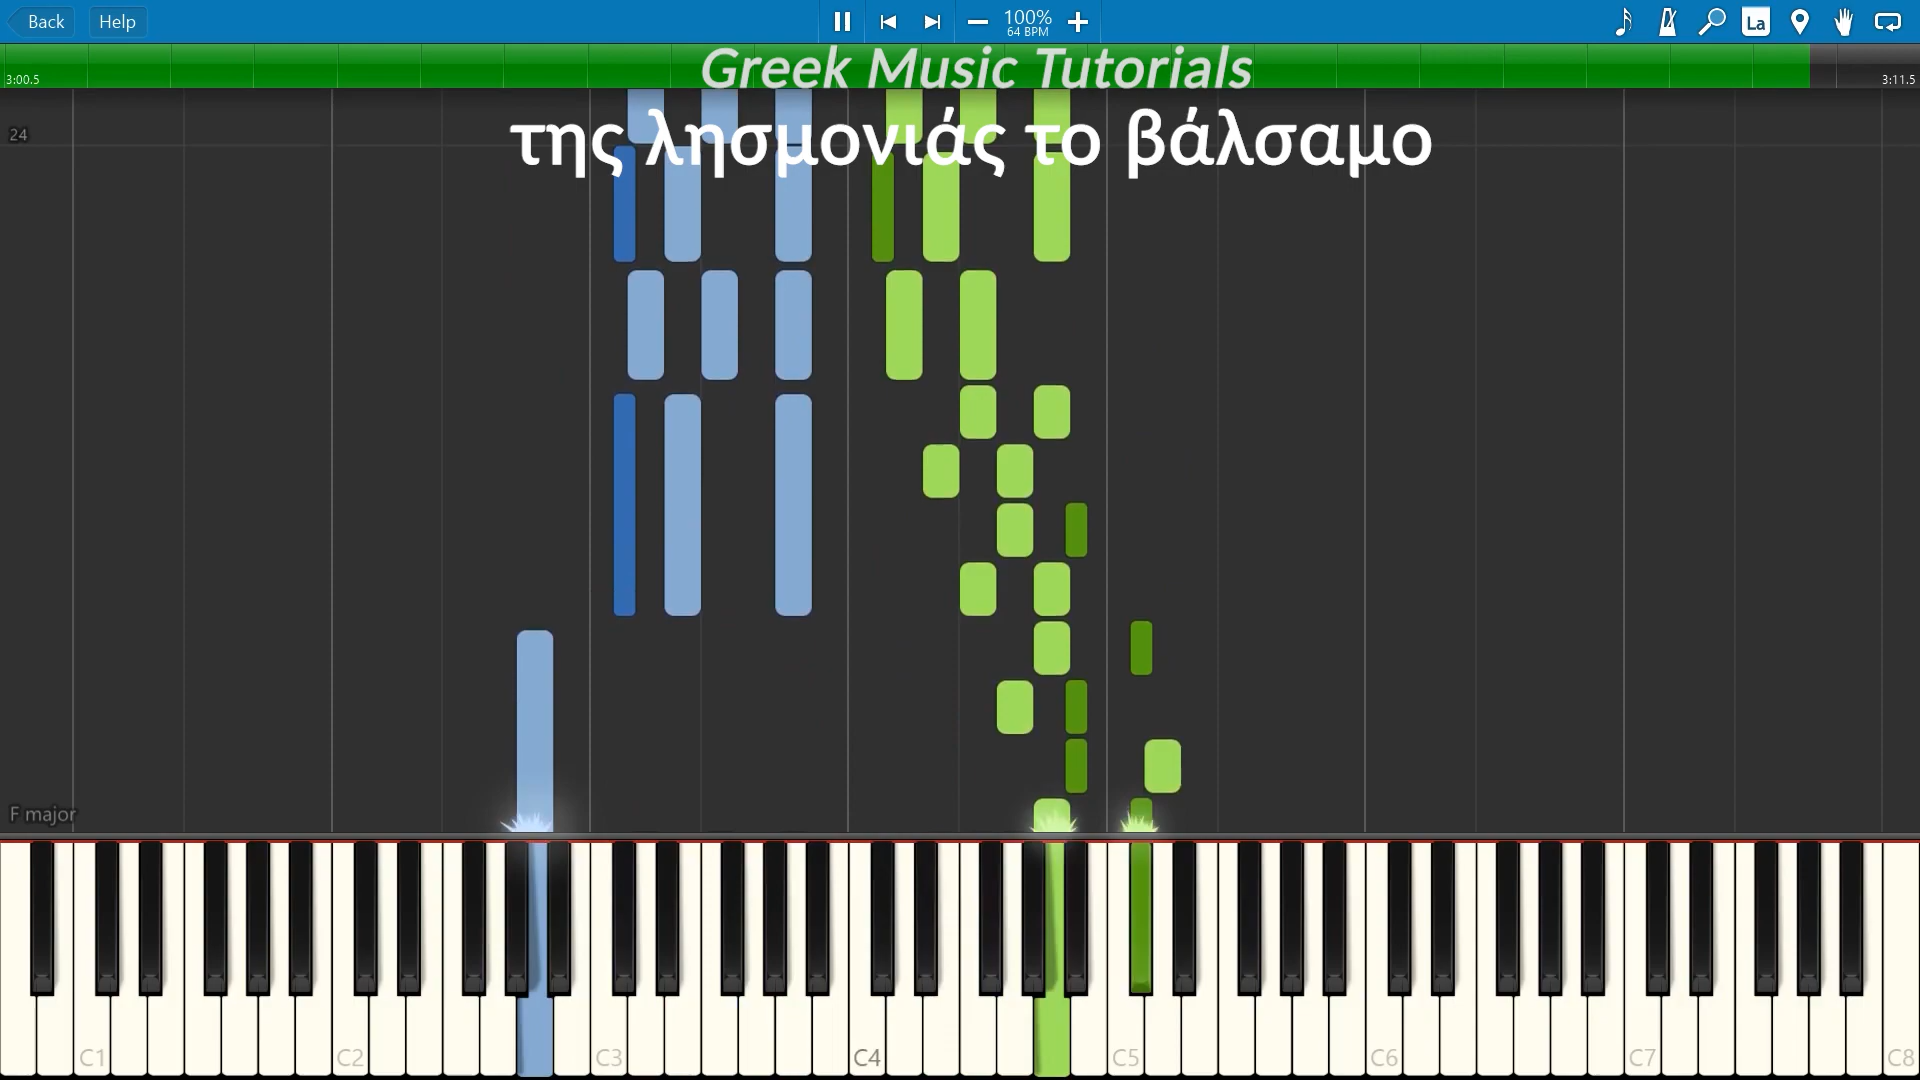 Back Help 100% La
64 BPM
Greek Music Tutorials
3:00.5 3:11.5
της λησμονιάς το βάλσαμο
24
F major
C1 C2 C3 C4 C5 C6 C7 C8